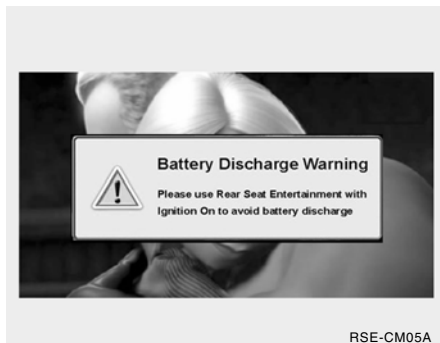 Battery Discharge Warning
Please use Rear Seat Entertainment with
Ignition On to avoid battery discharge
RSE-CM05A